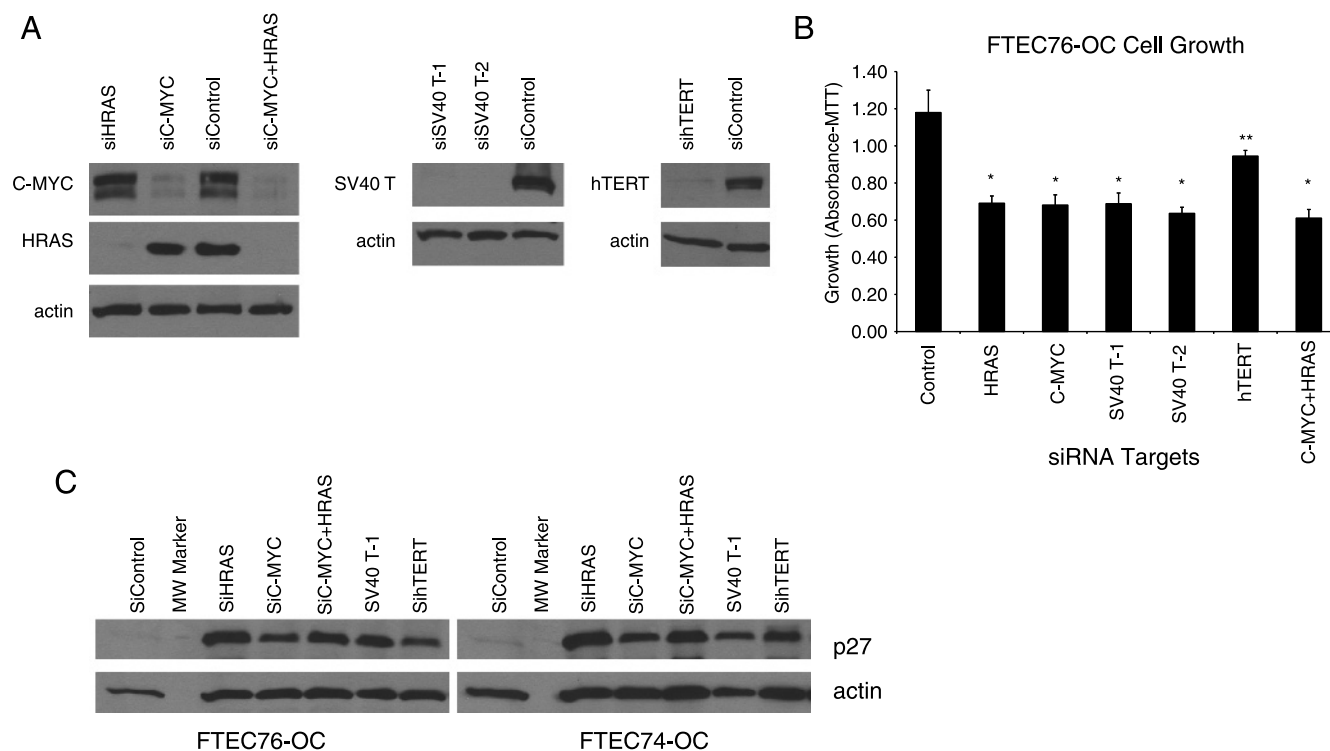 A
siHRAS
siC-MYC
siControl
siC-MYC+HRAS
C-MYC
HRAS
actin
siSV40 T-1
siSV40 T-2
siControl
SV40 T
actin
sihTERT
siControl
hTERT
actin
B
FTEC76-OC Cell Growth
Growth (Absorbance-MTT)
1.40
1.20
1.00
0.80
0.60
0.40
0.20
0.00
*
*
*
*
**
*
Control
HRAS
C-MYC
SV40 T-1
SV40 T-2
hTERT
C-MYC+HRAS
siRNA Targets
C
SiControl
MW Marker
SiHRAS
SiC-MYC
SiC-MYC+HRAS
SV40 T-1
SihTERT
SiControl
MW Marker
SiHRAS
SiC-MYC
SiC-MYC+HRAS
SV40 T-1
SihTERT
p27
actin
FTEC76-OC
FTEC74-OC